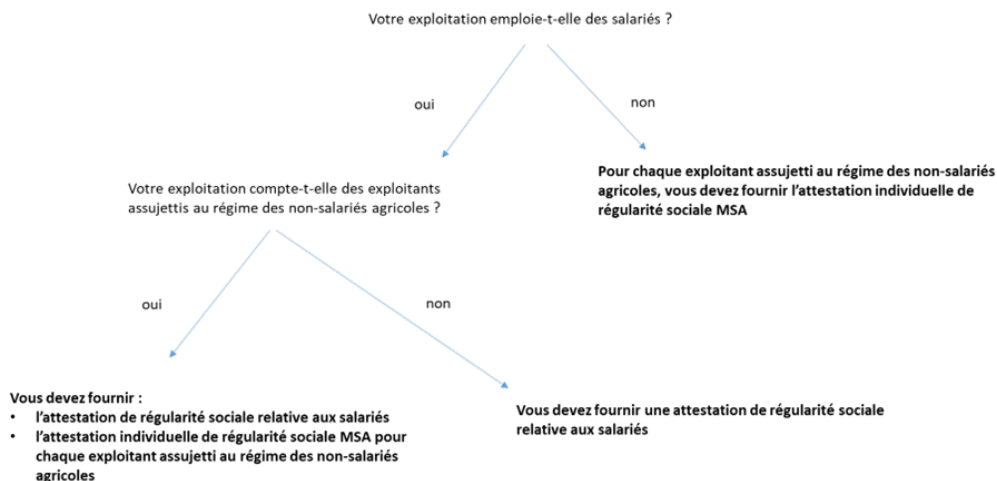 Votre exploitation emploie-t-elle des salariés ?
oui
non
Pour chaque exploitant assujetti au régime des non-salariés
agricoles, vous devez fournir l'attestation individuelle de
régularité sociale MSA
Votre exploitation compte-t-elle des exploitants
assujettis au régime des non-salariés agricoles ?
oui
non
Vous devez fournir :
• l'attestation de régularité sociale relative aux salariés
• l'attestation individuelle de régularité sociale MSA pour
chaque exploitant assujetti au régime des non-salariés
agricoles
Vous devez fournir une attestation de régularité sociale
relative aux salariés